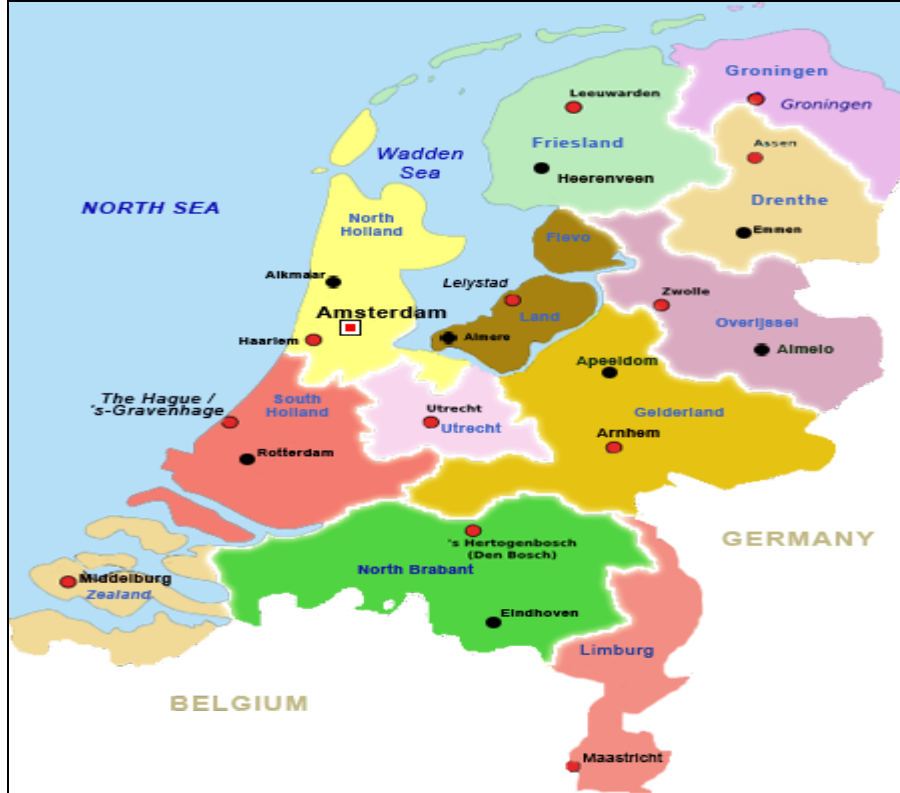 Groningen
Groningen
Leeuwarden
Friesland
Assen
Wadden
Sea
Heerenveen
NORTH SEA
Drenthe
North
Holland
Emmen
Flevo
Alkmaar
Lelystad
Zwolle
Amsterdam
Land
Overijssel
Haarlem
Almere
Almelo
Apeeldom
The Hague /
's-Gravenhage
South
Holland
Utrecht
Utrecht
Gelderland
Arnhem
Rotterdam
GERMANY
's Hertogenbosch
(Den Bosch)
North Brabant
Middelburg
Zealand
Eindhoven
Limburg
BELGIUM
Maastricht